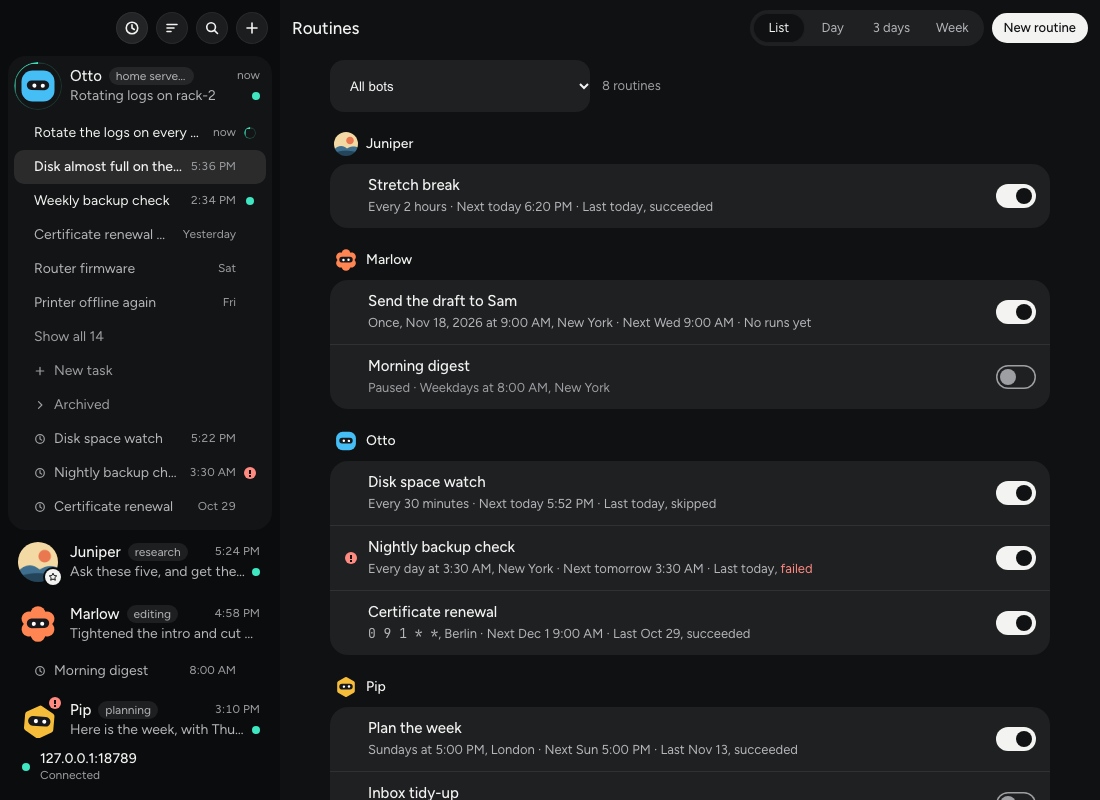 Routines
List
Day
3 days
Week
New routine
Otto
home serve...
now
Rotating logs on rack-2
Rotate the logs on every ...
now
Disk almost full on the...
5:36 PM
Weekly backup check
2:34 PM
Certificate renewal ...
Yesterday
Router firmware
Sat
Printer offline again
Fri
Show all 14
New task
Archived
Disk space watch
5:22 PM
Nightly backup ch...
3:30 AM
Certificate renewal
Oct 29
Juniper
research
5:24 PM
Ask these five, and get the...
Marlow
editing
4:58 PM
Tightened the intro and cut ...
Morning digest
8:00 AM
Pip
planning
3:10 PM
Here is the week, with Thu...
127.0.0.1:18789
Connected
All bots
8 routines
Juniper
Stretch break
Every 2 hours · Next today 6:20 PM · Last today, succeeded
Marlow
Send the draft to Sam
Once, Nov 18, 2026 at 9:00 AM, New York · Next Wed 9:00 AM · No runs yet
Morning digest
Paused · Weekdays at 8:00 AM, New York
Otto
Disk space watch
Every 30 minutes · Next today 5:52 PM · Last today, skipped
Nightly backup check
Every day at 3:30 AM, New York · Next tomorrow 3:30 AM · Last today, failed
Certificate renewal
0 9 1 * *, Berlin · Next Dec 1 9:00 AM · Last Oct 29, succeeded
Pip
Plan the week
Sundays at 5:00 PM, London · Next Sun 5:00 PM · Last Nov 13, succeeded
Inbox tidy-up